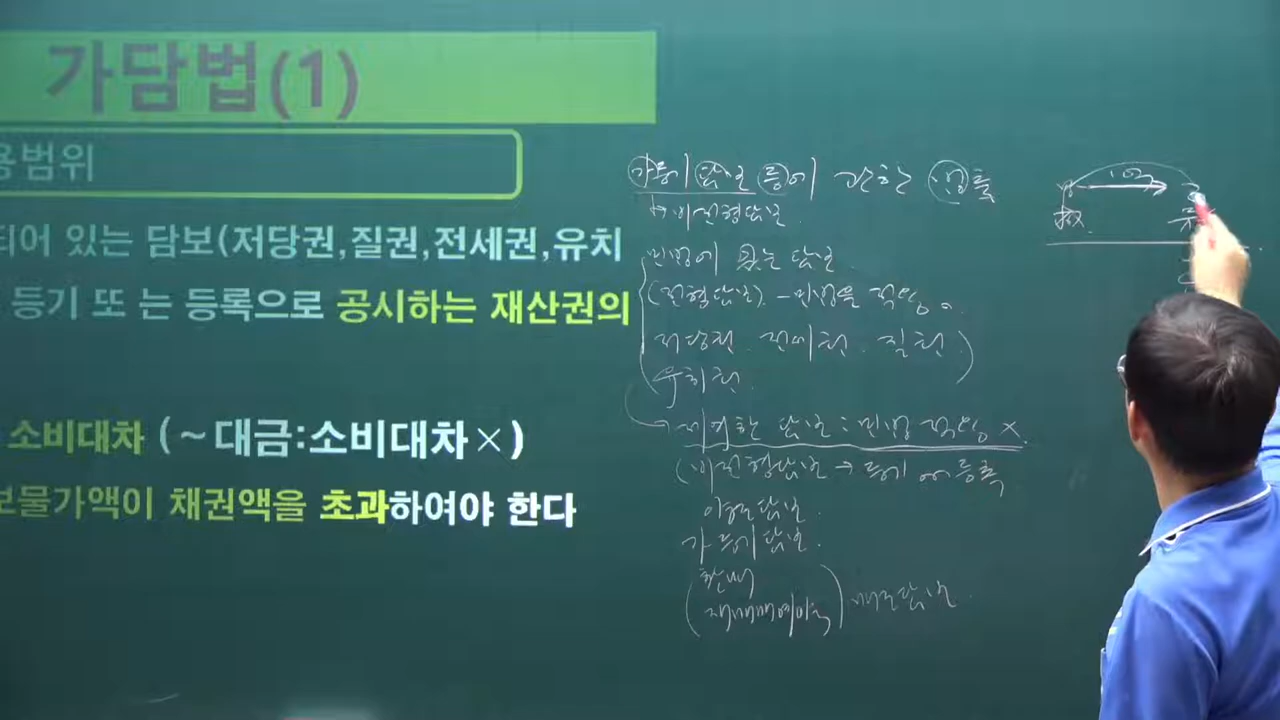 가담법(1)
용범위
되어 있는 담보(저당권,질권,전세권,유치
등기 또 는 등록으로 공시하는 재산권의
소비대차 (~대금:소비대차×)
보물가액이 채권액을 초과하여야 한다
가등기 담보 등에 관한 법률
비전형담보
민법에 있는 담보
(전형담보) - 민법을 적용
저당권. 전세권. 질권.)
유치권.
담보: 민법 적용 ×.
(비전형담보 → 등기 or 등록
양도담보.
가등기담보.
환매
재매매예약
매도담보.